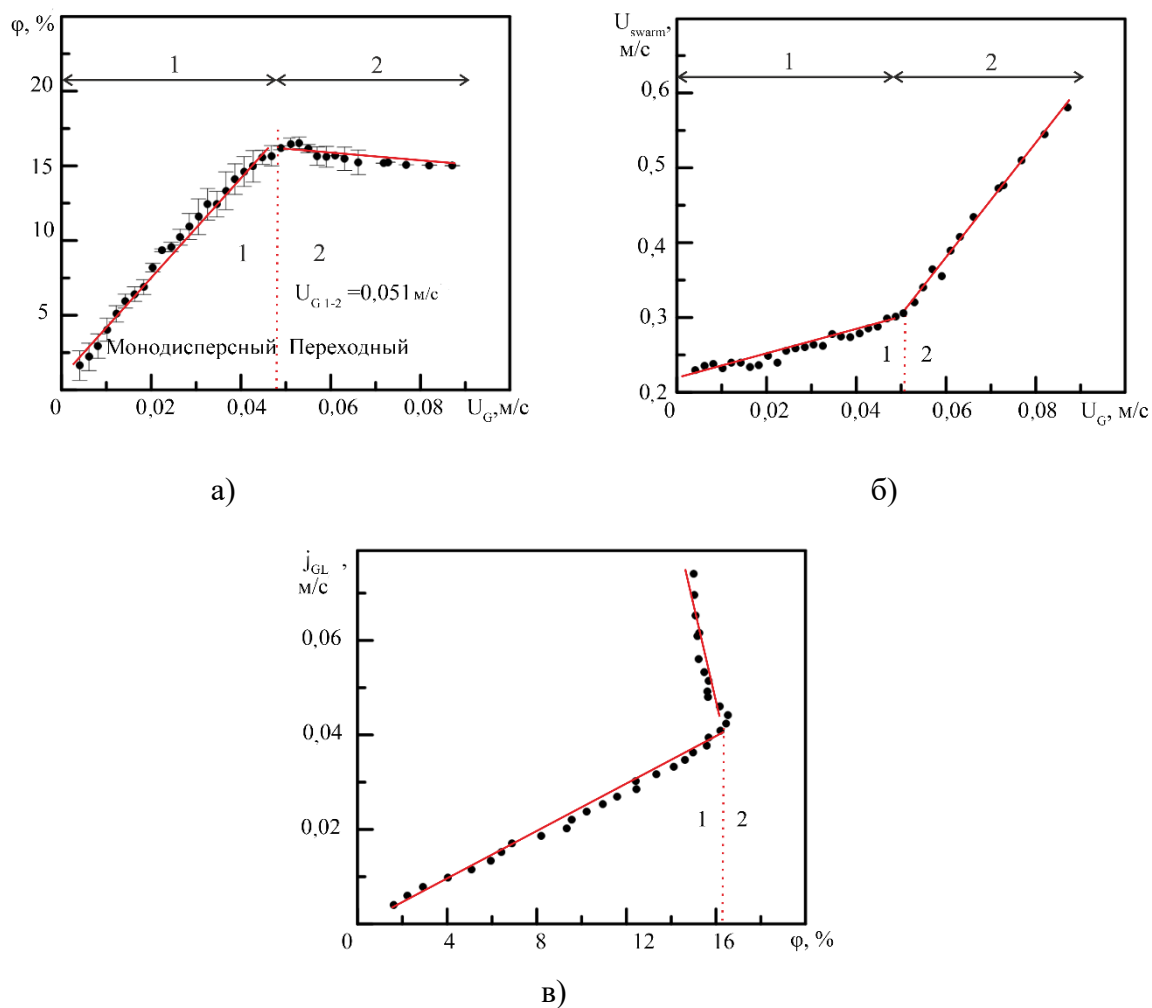 φ, %
1
2
20
15
10
5
0
1
2
U_G 1-2 =0,051 м/с
Монодисперсный
Переходный
0,02
0,04
0,06
0,08
U_G,м/с
а)
U_swarm,
м/с
1
2
0,6
0,5
0,4
0,3
0,2
1
2
0
0,02
0,04
0,06
0,08
U_G, м/с
б)
j_GL ,
м/с
0,06
0,04
0,02
1
2
0
4
8
12
16
φ, %
в)